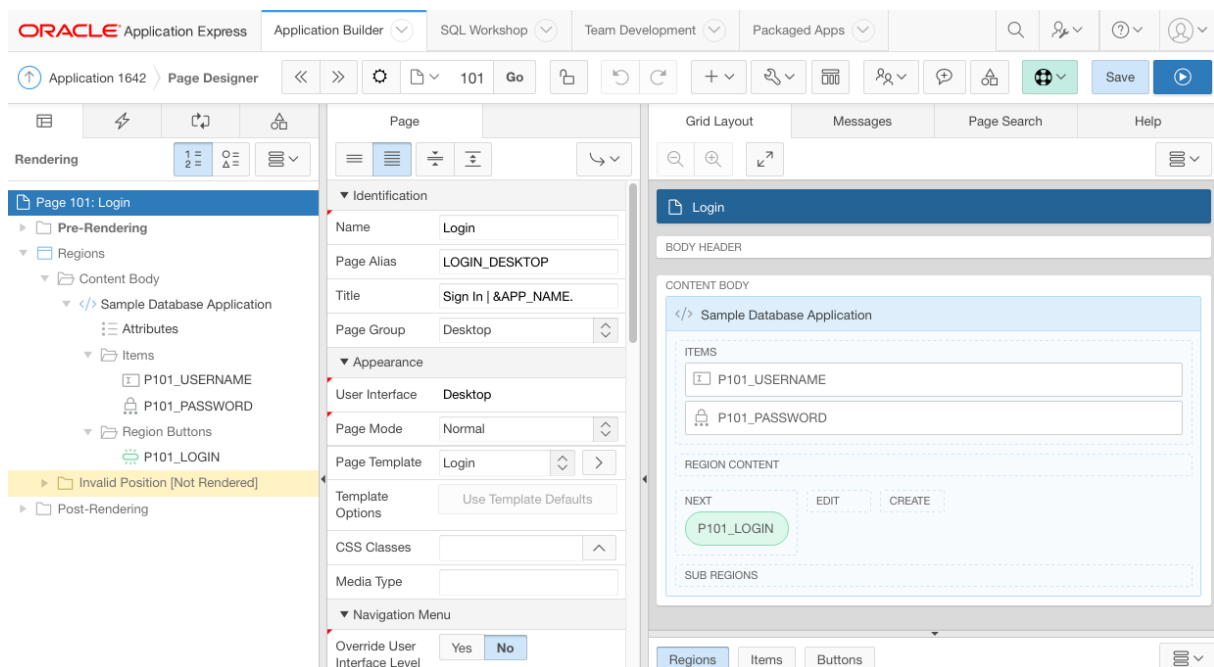 ORACLE Application Express Application Builder SQL Workshop Team Development Packaged Apps
Application 1642 Page Designer 101 Go Save
Rendering
Page 101: Login
Pre-Rendering
Regions
Content Body
Sample Database Application
Attributes
Items
P101_USERNAME
P101_PASSWORD
Region Buttons
P101_LOGIN
Invalid Position [Not Rendered]
Post-Rendering
Page
Identification
Name Login
Page Alias LOGIN_DESKTOP
Title Sign In | &APP_NAME.
Page Group Desktop
Appearance
User Interface Desktop
Page Mode Normal
Page Template Login
Template
Options
Use Template Defaults
CSS Classes
Media Type
Navigation Menu
Override User
Interface Level
Yes No
Grid Layout Messages Page Search Help
Login
BODY HEADER
CONTENT BODY
Sample Database Application
ITEMS
P101_USERNAME
P101_PASSWORD
REGION CONTENT
NEXT EDIT CREATE
P101_LOGIN
SUB REGIONS
Regions Items Buttons